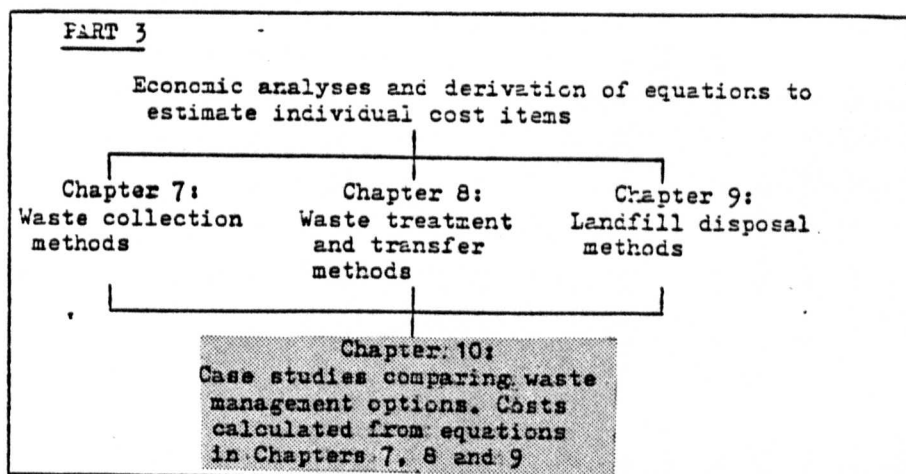 PART 3
Economic analyses and derivation of equations to
estimate individual cost items
Chapter 7:
Waste collection
methods
Chapter 8:
Waste treatment
and transfer
methods
Chapter 9:
Landfill disposal
methods
Chapter 10:
Case studies comparing waste
management options. Costs
calculated from equations
in Chapters 7, 8 and 9